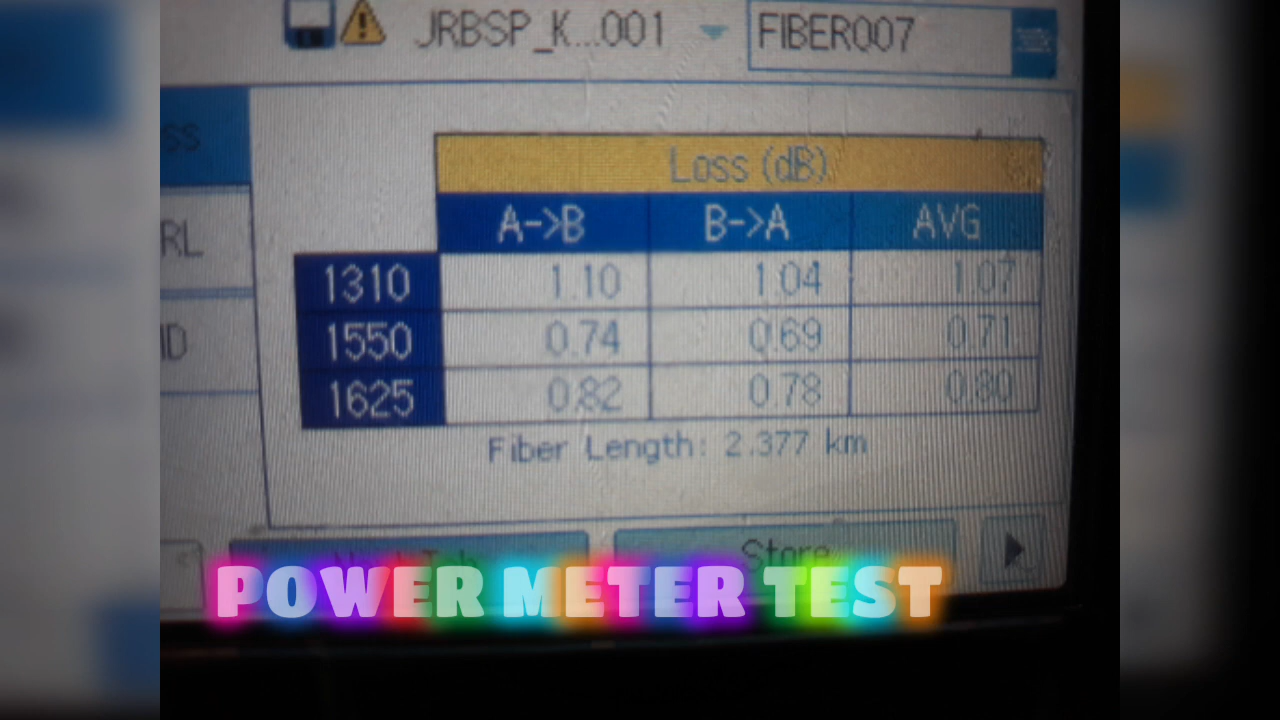 JRBSP_K...001 FIBER007
Loss (dB)
A->B B->A AVG
1310 1.10 1.04 1.07
1550 0.74 0.69 0.71
1625 0.82 0.78 0.80
Fiber Length: 2.377 km
Store
POWER METER TEST